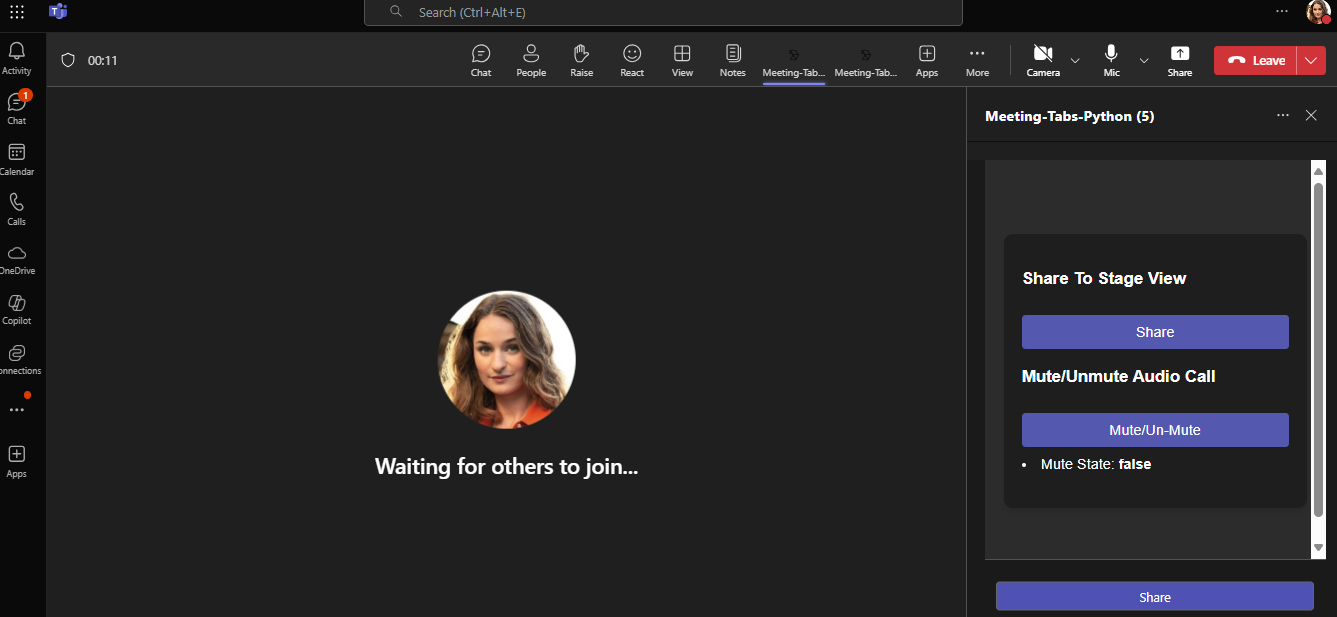 Search (Ctrl+Alt+E)
00:11
Chat
People
Raise
React
View
Notes
Meeting-Tab...
Meeting-Tab...
Apps
More
Camera
Mic
Share
Leave
Activity
1
Chat
Calendar
Calls
OneDrive
Copilot
onnections
Apps
Waiting for others to join...
Meeting-Tabs-Python (5)
Share To Stage View
Share
Mute/Unmute Audio Call
Mute/Un-Mute
• Mute State: false
Share